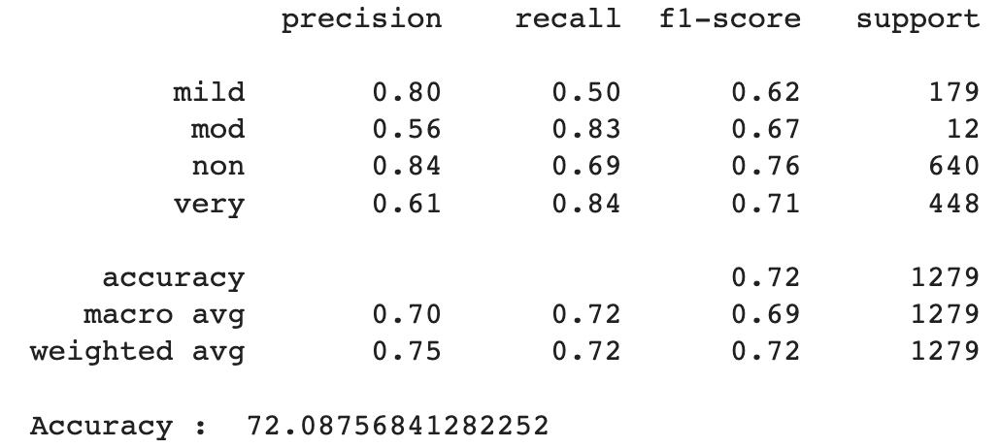 precision recall f1-score support
mild 0.80 0.50 0.62 179
mod 0.56 0.83 0.67 12
non 0.84 0.69 0.76 640
very 0.61 0.84 0.71 448
accuracy 0.72 1279
macro avg 0.70 0.72 0.69 1279
weighted avg 0.75 0.72 0.72 1279
Accuracy : 72.08756841282252